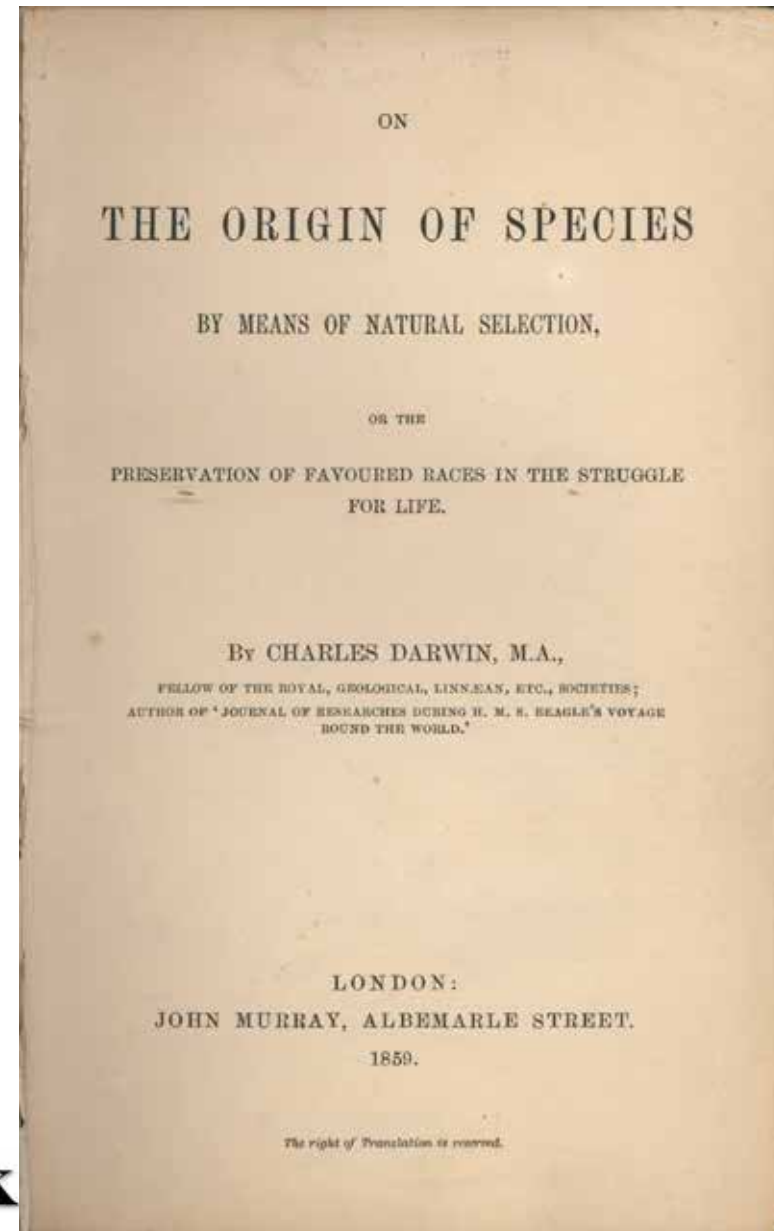 ON
THE ORIGIN OF SPECIES
BY MEANS OF NATURAL SELECTION,
OR THE
PRESERVATION OF FAVOURED RACES IN THE STRUGGLE
FOR LIFE.
By CHARLES DARWIN, M.A.,
FELLOW OF THE ROYAL, GEOLOGICAL, LINNÆAN, ETC., SOCIETIES;
AUTHOR OF 'JOURNAL OF RESEARCHES DURING H. M. S. BEAGLE'S VOYAGE
ROUND THE WORLD.'
LONDON:
JOHN MURRAY, ALBEMARLE STREET.
1859.
The right of Translation is reserved.